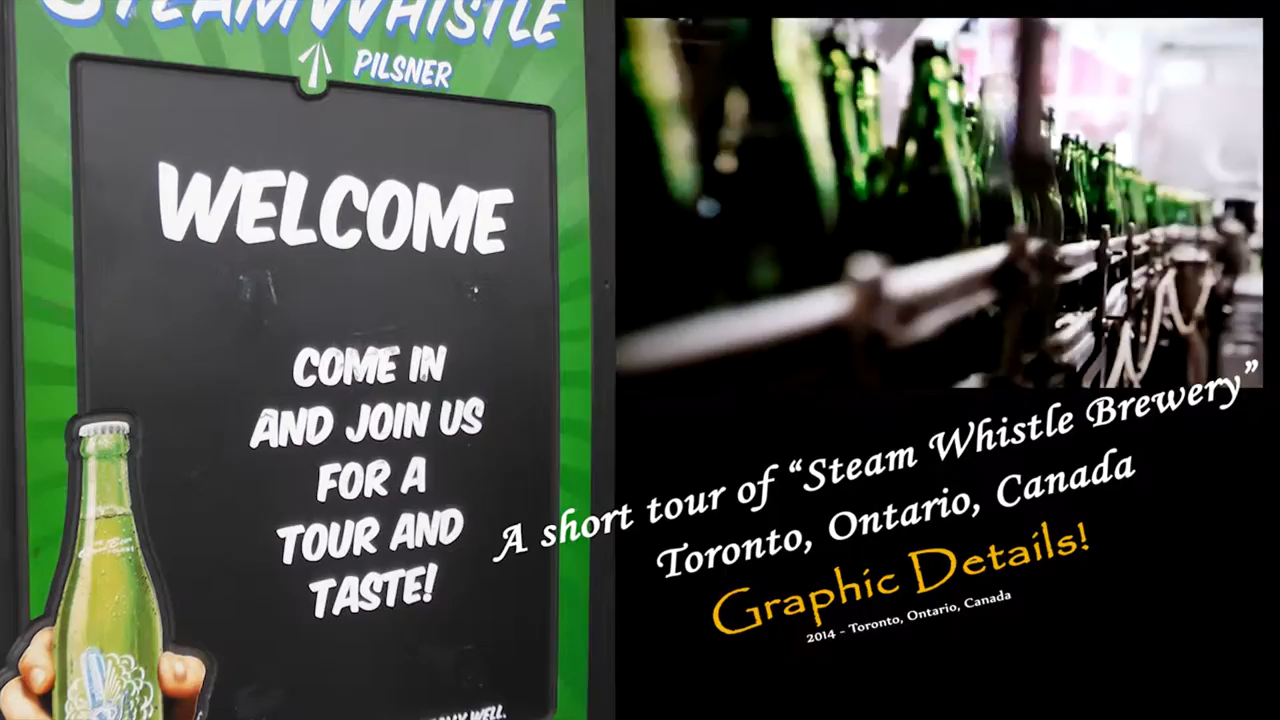 STEAMWHISTLE
PILSNER
WELCOME
COME IN
AND JOIN US
FOR A
TOUR AND
TASTE!
WELL.
A short tour of “Steam Whistle Brewery”
Toronto, Ontario, Canada
Graphic Details!
2014 - Toronto, Ontario, Canada